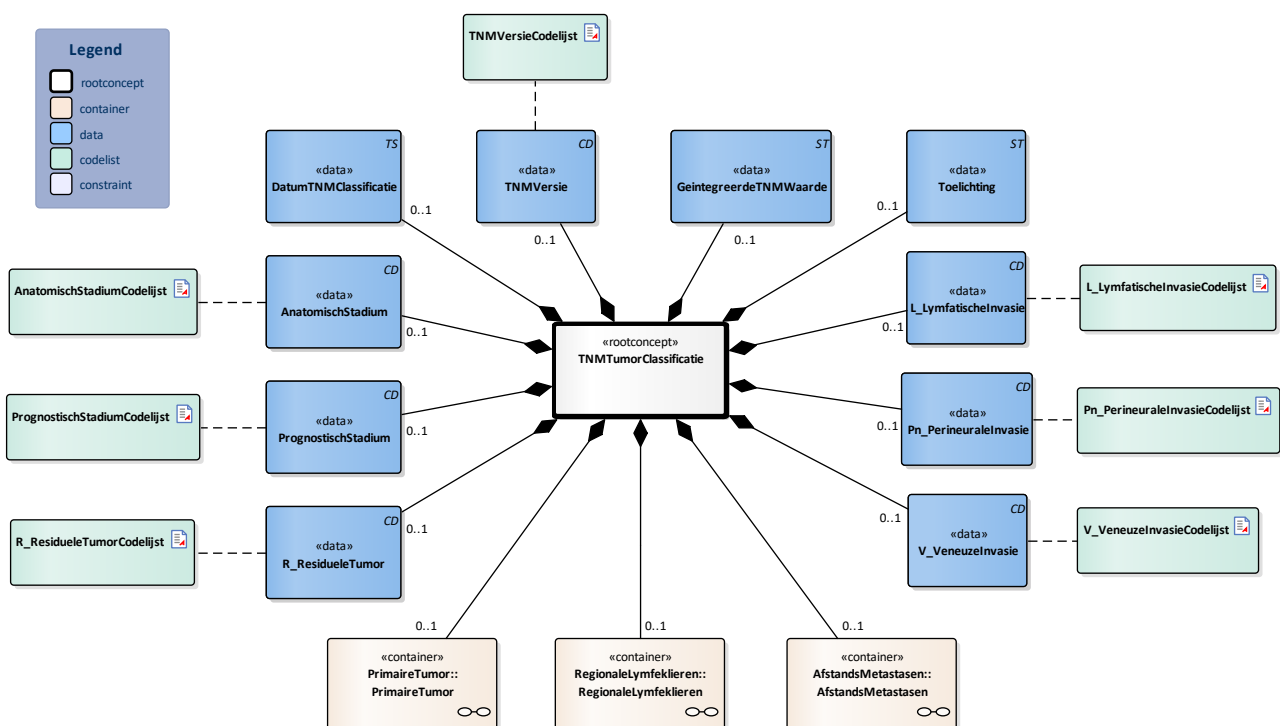 TNMVersieCodelijst
Legend
rootconcept
container
data
codelist
constraint
TS
«data»
DatumTNMClassificatie
0..1
CD
«data»
TNMVersie
0..1
ST
«data»
GeintegreerdeTNMWaarde
0..1
ST
«data»
Toelichting
0..1
AnatomischStadiumCodelijst
CD
«data»
AnatomischStadium
0..1
CD
«data»
L_LymfatischeInvasie
0..1
L_LymfatischeInvasieCodelijst
«rootconcept»
TNMTumorClassificatie
PrognostischStadiumCodelijst
CD
«data»
PrognostischStadium
0..1
CD
«data»
Pn_PerineuraleInvasie
0..1
Pn_PerineuraleInvasieCodelijst
R_ResidueleTumorCodelijst
CD
«data»
R_ResidueleTumor
0..1
CD
«data»
V_VeneuzeInvasie
0..1
V_VeneuzeInvasieCodelijst
0..1
«container»
PrimaireTumor::
PrimaireTumor
0..1
«container»
RegionaleLymfeklieren::
RegionaleLymfeklieren
0..1
«container»
AfstandsMetastasen::
AfstandsMetastasen